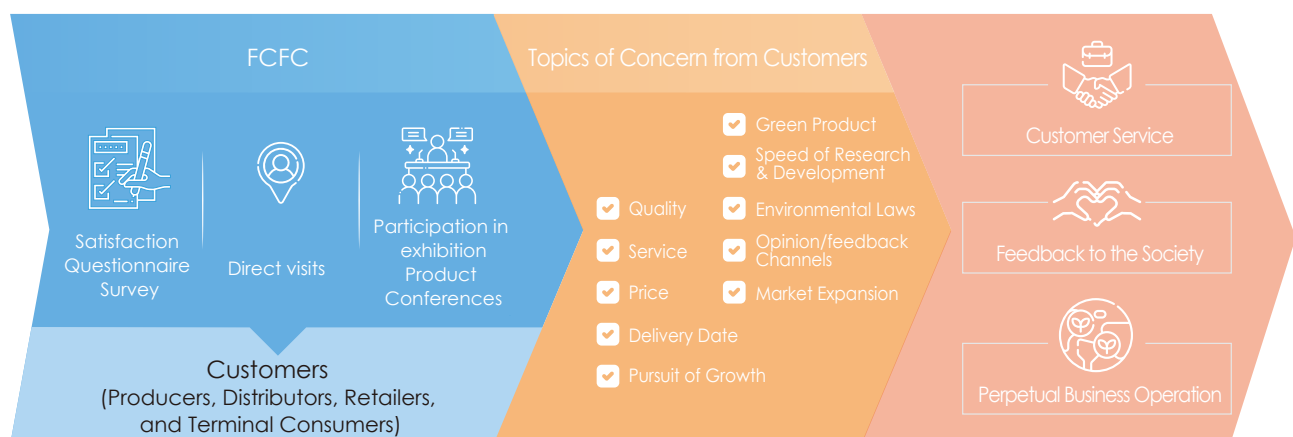 FCFC
Satisfaction
Questionnaire
Survey
Direct visits
Participation in
exhibition
Product
Conferences
Customers
(Producers, Distributors, Retailers,
and Terminal Consumers)
Topics of Concern from Customers
Quality
Service
Price
Delivery Date
Pursuit of Growth
Green Product
Speed of Research
& Development
Environmental Laws
Opinion/feedback
Channels
Market Expansion
Customer Service
Feedback to the Society
Perpetual Business Operation